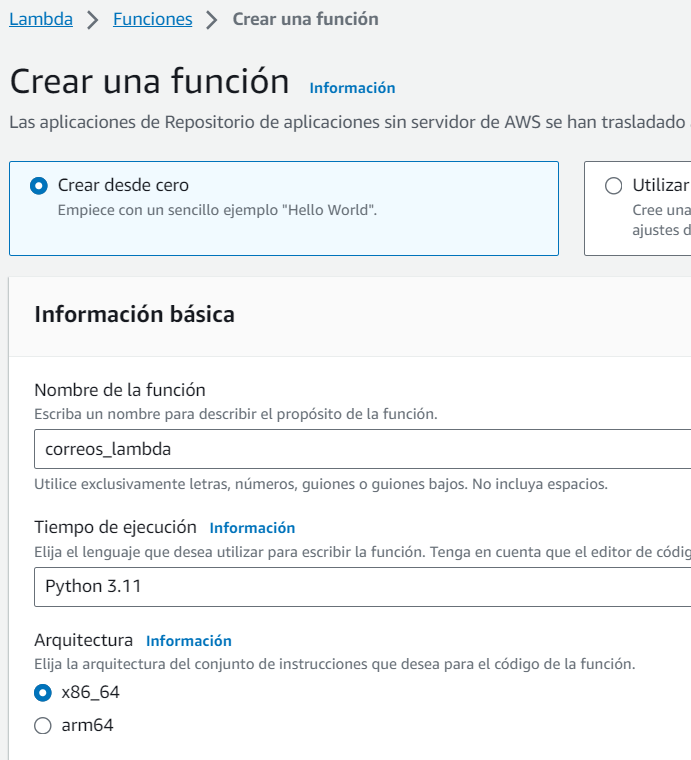 Lambda > Funciones > Crear una función
Crear una función Información
Las aplicaciones de Repositorio de aplicaciones sin servidor de AWS se han trasladado
Crear desde cero
Empiece con un sencillo ejemplo "Hello World".
Utilizar
Cree una
ajustes d
Información básica
Nombre de la función
Escriba un nombre para describir el propósito de la función.
correos_lambda
Utilice exclusivamente letras, números, guiones o guiones bajos. No incluya espacios.
Tiempo de ejecución Información
Elija el lenguaje que desea utilizar para escribir la función. Tenga en cuenta que el editor de códig
Python 3.11
Arquitectura Información
Elija la arquitectura del conjunto de instrucciones que desea para el código de la función.
x86_64
arm64